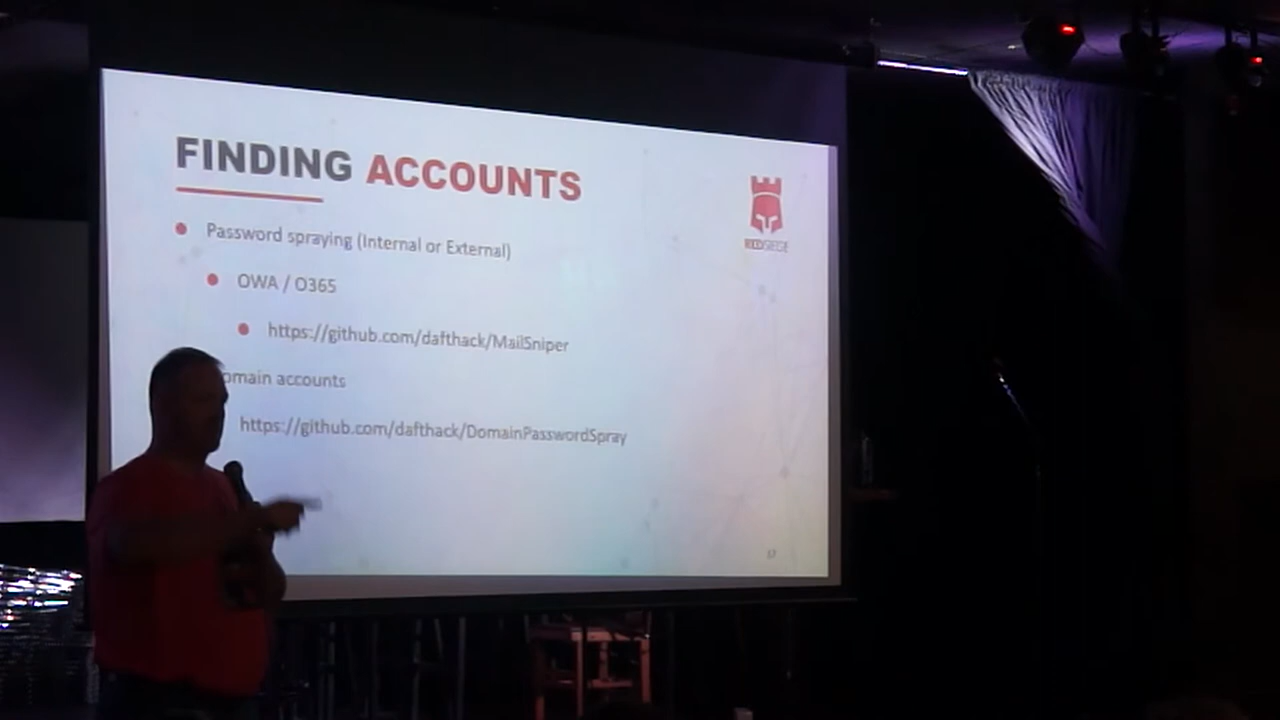 FINDING ACCOUNTS
Password spraying (Internal or External)
OWA / O365
https://github.com/dafthack/MailSniper
omain accounts
https://github.com/dafthack/DomainPasswordSpray
REDSIEGE